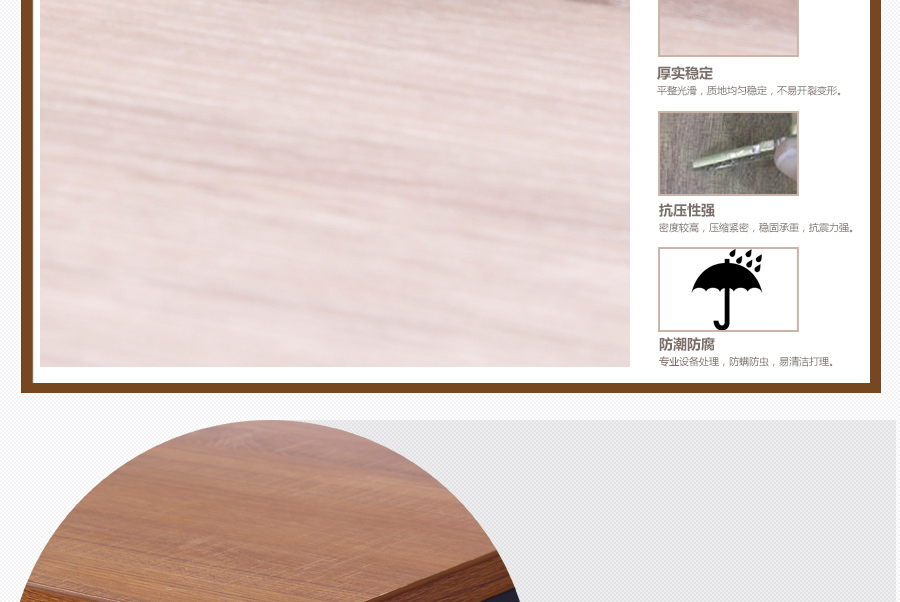 厚实稳定
平整光滑，质地均匀稳定，不易开裂变形。
抗压性强
密度较高，压缩紧密，稳固承重，抗震力强。
防潮防腐
专业设备处理，防螨防虫，易清洁打理。